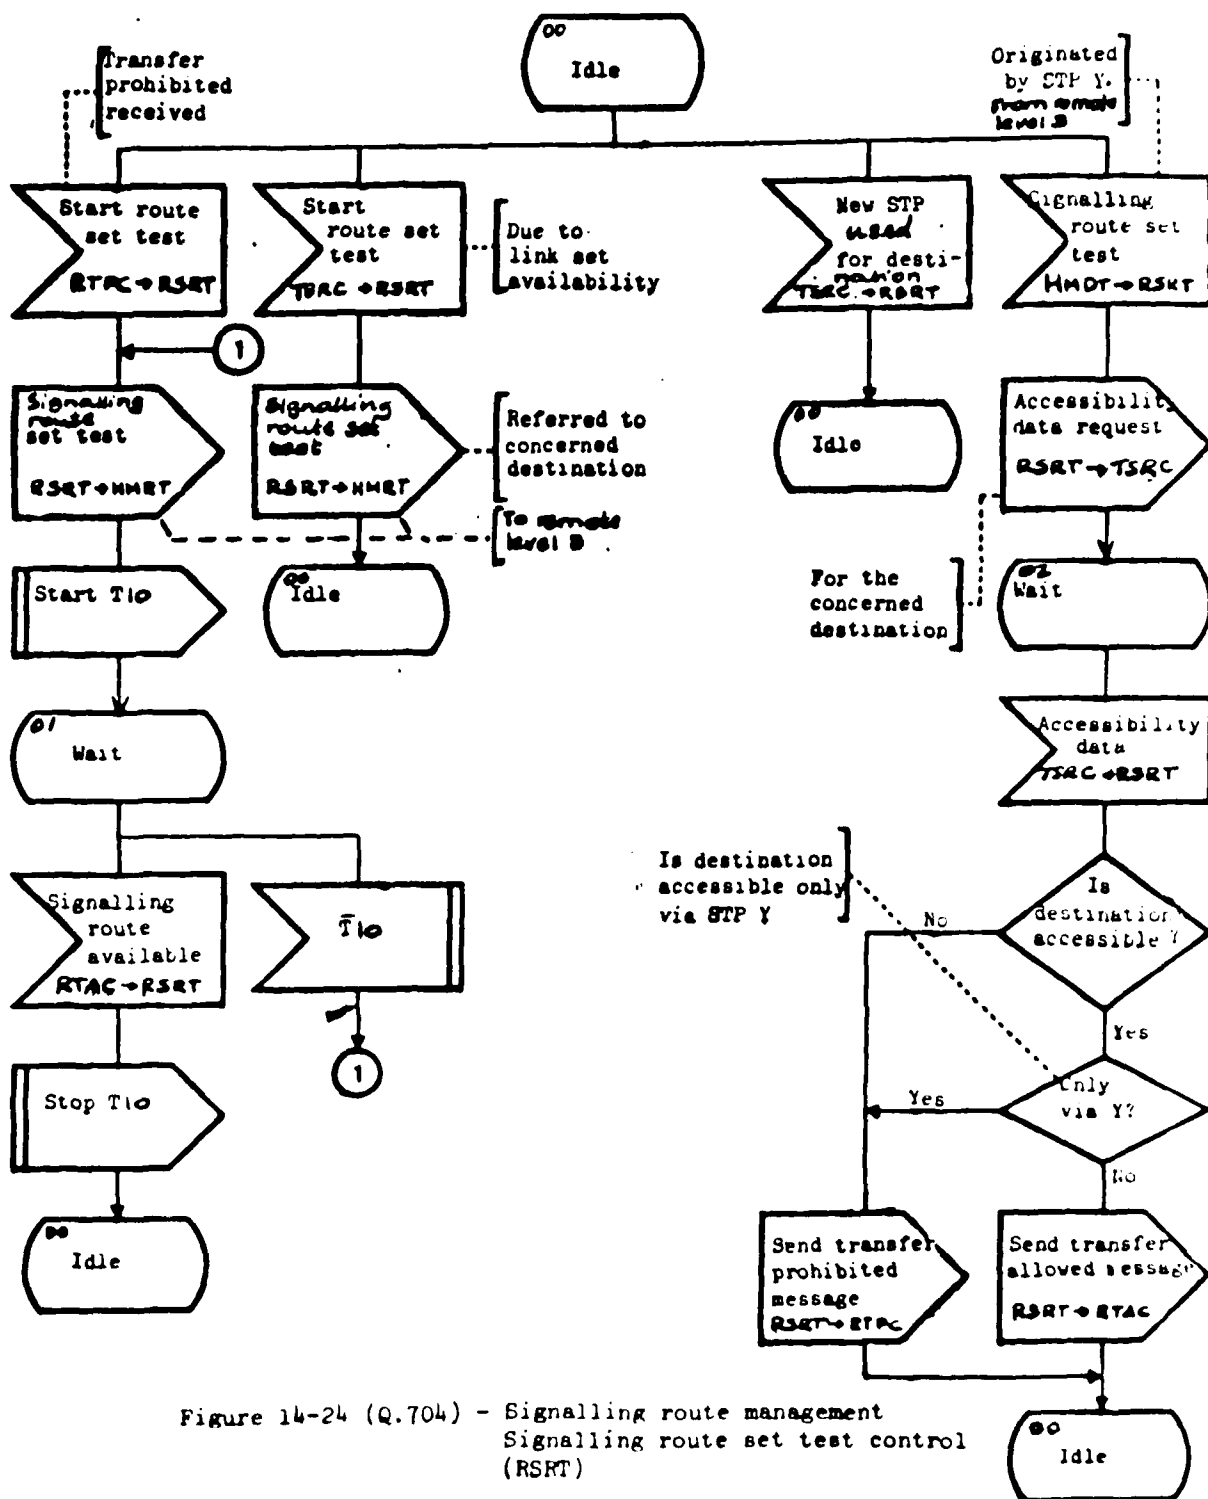 00
Idle
Transfer
prohibited
received
Originated
by STP Y.
from remote
level 3
Start route
set test
RTPC→RSRT
Start
route set
test
TSRC→RSRT
Due to
link set
availability
New STP
used
for desti-
nation
TSRC→RSRT
Signalling
route set
test
HMDT→RSRT
1
Signalling
route
set test
RSRT→HMRT
Signalling
route set
test
RSRT→HMRT
Referred to
concerned
destination
To remote
level 3
00
Idle
Accessibility
data request
RSRT→TSRC
Start T10
00
Idle
For the
concerned
destination
02
Wait
01
Wait
Accessibility
data
TSRC→RSRT
Signalling
route
available
RTAC→RSRT
T10
1
Is destination
accessible only
via STP Y
No
Is
destination
accessible ?
Yes
Stop T10
Yes
Only
via Y?
No
00
Idle
Send transfer
prohibited
message
RSRT→RTPC
Send transfer
allowed message
RSRT→RTAC
00
Idle
Figure 14-24 (Q.704) - Signalling route management
Signalling route set test control
(RSRT)